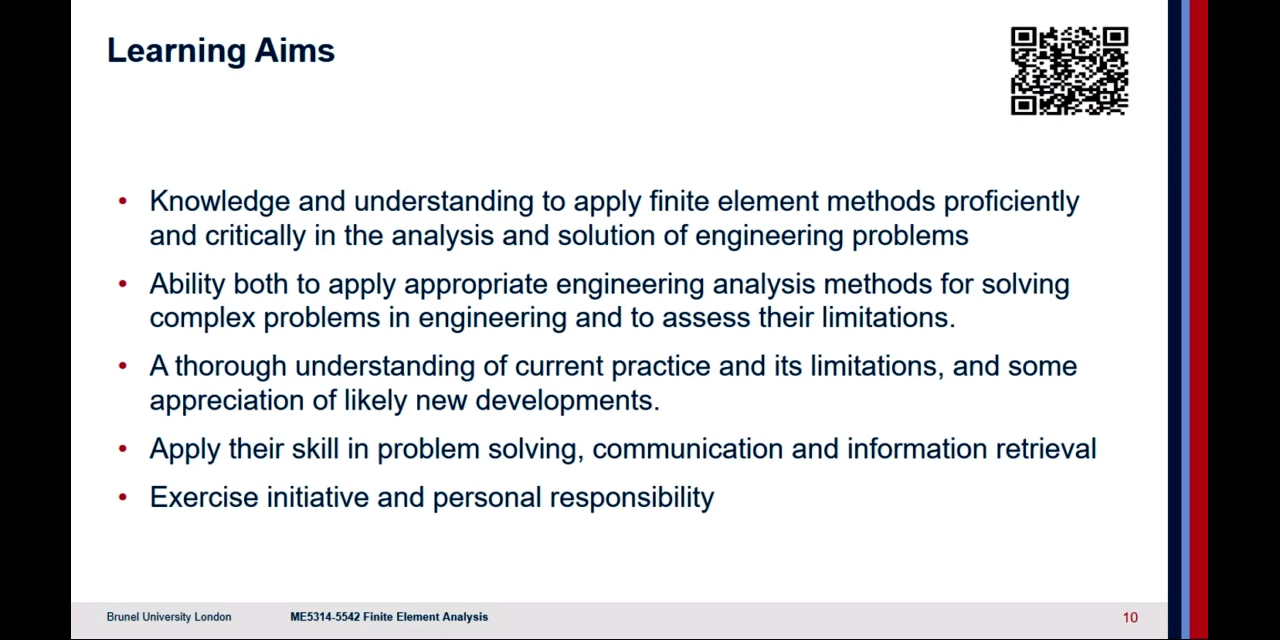 Learning Aims
• Knowledge and understanding to apply finite element methods proficiently
and critically in the analysis and solution of engineering problems
• Ability both to apply appropriate engineering analysis methods for solving
complex problems in engineering and to assess their limitations.
• A thorough understanding of current practice and its limitations, and some
appreciation of likely new developments.
• Apply their skill in problem solving, communication and information retrieval
• Exercise initiative and personal responsibility
Brunel University London ME5314-5542 Finite Element Analysis 10